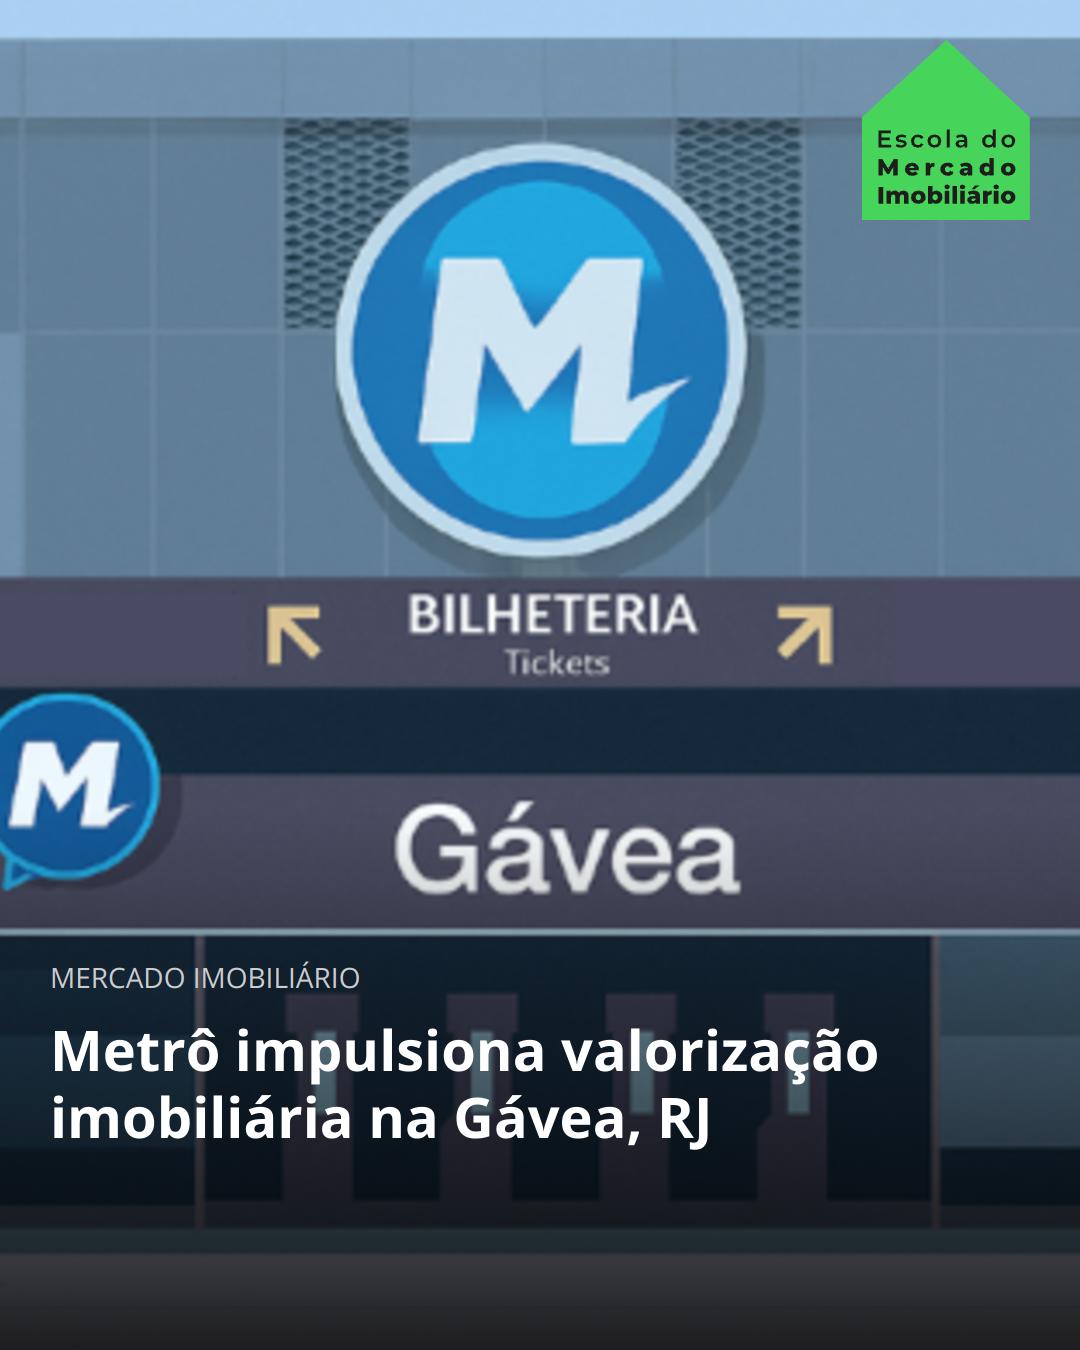 Escola do
Mercado
Imobiliário
M
BILHETERIA
Tickets
M
Gávea
MERCADO IMOBILIÁRIO
Metrô impulsiona valorização
imobiliária na Gávea, RJ